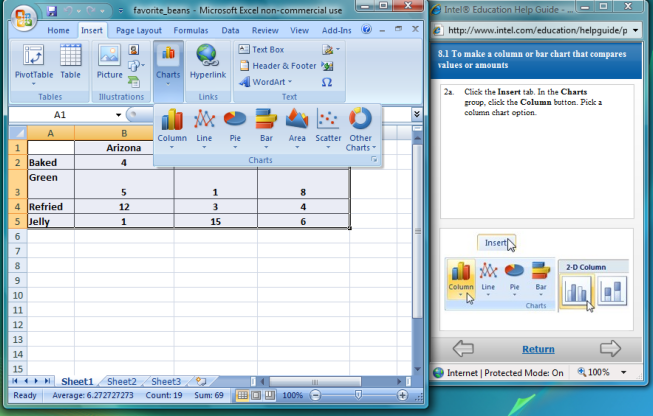 favorite_beans - Microsoft Excel non-commercial use
Home Insert Page Layout Formulas Data Review View Add-Ins
PivotTable Table
Tables
Picture
Illustrations
Charts
Hyperlink
Links
Text Box
Header & Footer
WordArt
Text
A1
Column Line Pie Bar Area Scatter Other Charts
Charts
A B
1 Arizona
2 Baked 4
3 Green 5 1 8
4 Refried 12 3 4
5 Jelly 1 15 6
6
7
8
9
10
11
12
13
14
15
Sheet1 Sheet2 Sheet3
Ready Average: 6.272727273 Count: 19 Sum: 69 100%
Intel® Education Help Guide - ...
http://www.intel.com/education/helpguide/p
8.1 To make a column or bar chart that compares
values or amounts
2a. Click the Insert tab. In the Charts
group, click the Column button. Pick a
column chart option.
Insert
Column Line Pie Bar
Charts
2-D Column
Return
Internet | Protected Mode: On 100%